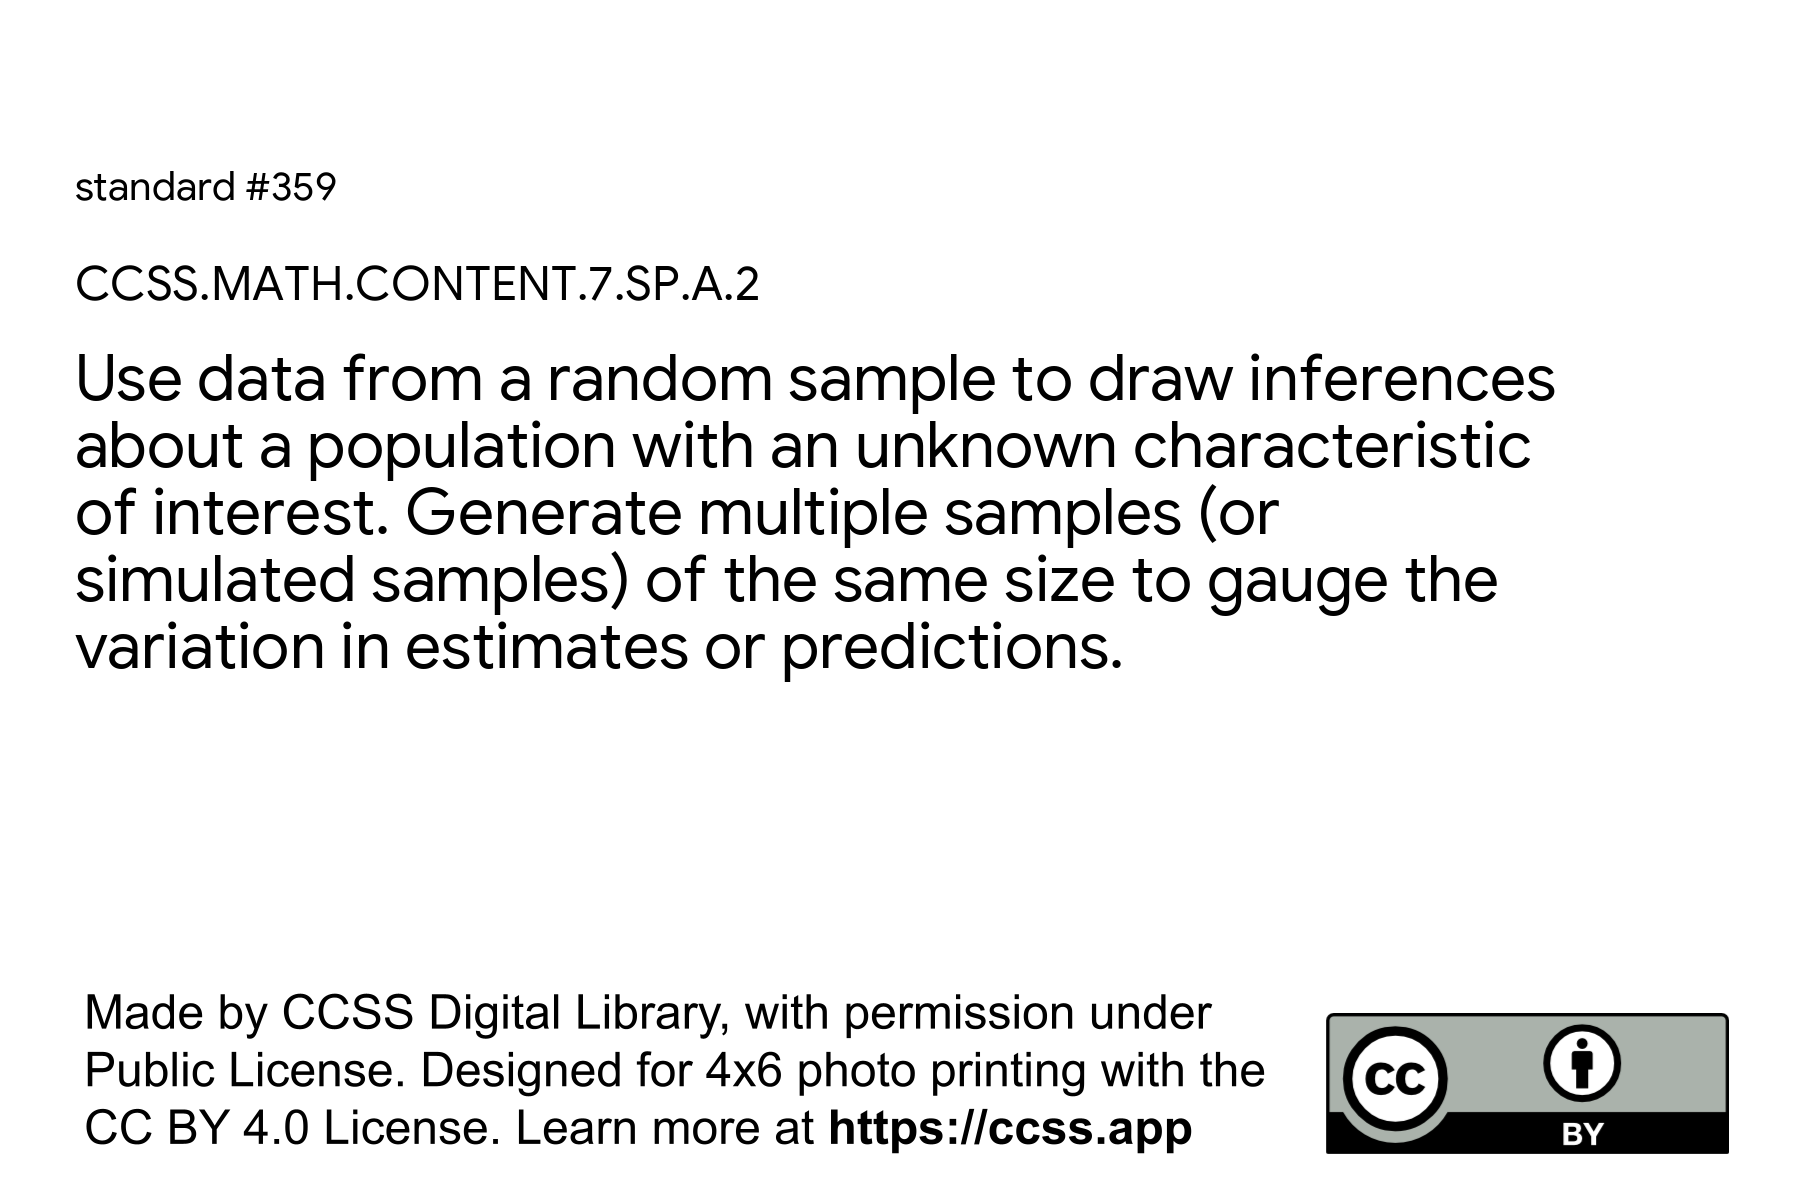 standard #359
CCSS.MATH.CONTENT.7.SP.A.2
Use data from a random sample to draw inferences
about a population with an unknown characteristic
of interest. Generate multiple samples (or
simulated samples) of the same size to gauge the
variation in estimates or predictions.
Made by CCSS Digital Library, with permission under
Public License. Designed for 4x6 photo printing with the
CC BY 4.0 License. Learn more at https://ccss.app
CC
BY